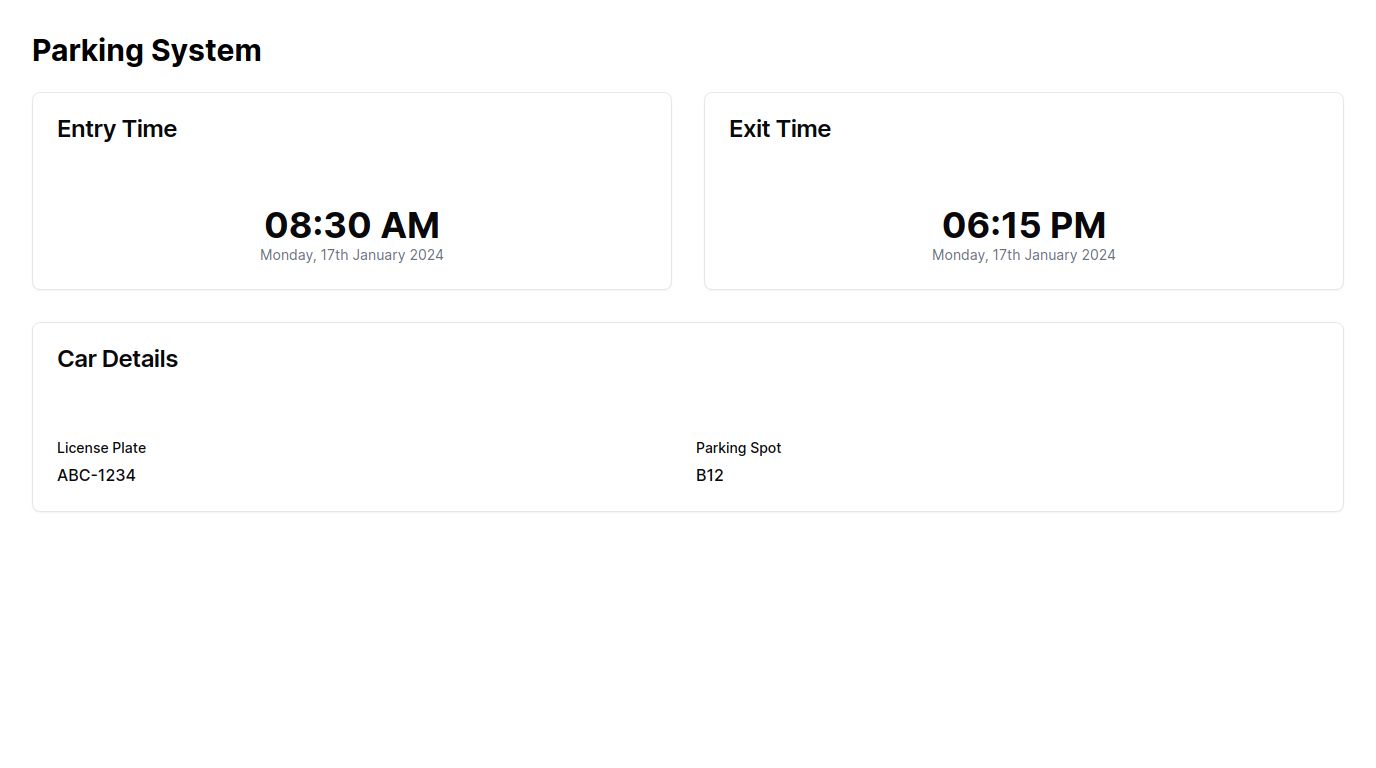 Parking System
Entry Time
08:30 AM
Monday, 17th January 2024
Exit Time
06:15 PM
Monday, 17th January 2024
Car Details
License Plate
ABC-1234
Parking Spot
B12